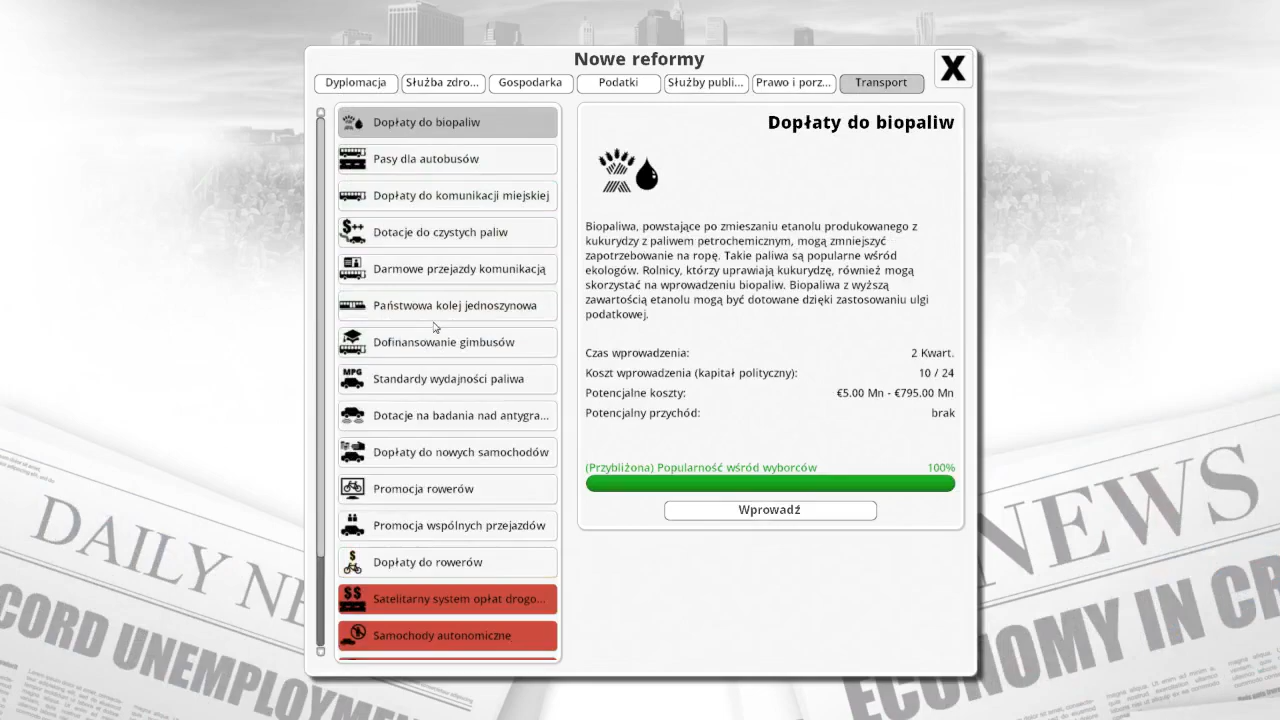 Nowe reformy
X
Dyplomacja
Służba zdro...
Gospodarka
Podatki
Służby publi...
Prawo i porz...
Transport
Dopłaty do biopaliw
Pasy dla autobusów
Dopłaty do komunikacji miejskiej
Dotacje do czystych paliw
Darmowe przejazdy komunikacją
Państwowa kolej jednoszynowa
Dofinansowanie gimbusów
MPG
Standardy wydajności paliwa
Dotacje na badania nad antygra...
Dopłaty do nowych samochodów
Promocja rowerów
Promocja wspólnych przejazdów
Dopłaty do rowerów
Satelitarny system opłat drogo...
Samochody autonomiczne
Dopłaty do biopaliw
Biopaliwa, powstające po zmieszaniu etanolu produkowanego z
kukurydzy z paliwem petrochemicznym, mogą zmniejszyć
zapotrzebowanie na ropę. Takie paliwa są popularne wśród
ekologów. Rolnicy, którzy uprawiają kukurydzę, również mogą
skorzystać na wprowadzeniu biopaliw. Biopaliwa z wyższą
zawartością etanolu mogą być dotowane dzięki zastosowaniu ulgi
podatkowej.
Czas wprowadzenia: 2 Kwart.
Koszt wprowadzenia (kapitał polityczny): 10 / 24
Potencjalne koszty: €5.00 Mn - €795.00 Mn
Potencjalny przychód: brak
(Przybliżona) Popularność wśród wyborców 100%
Wprowadź
DAILY NE
CORD UNEMPLOYM
NEWS
ECONOMY IN CR